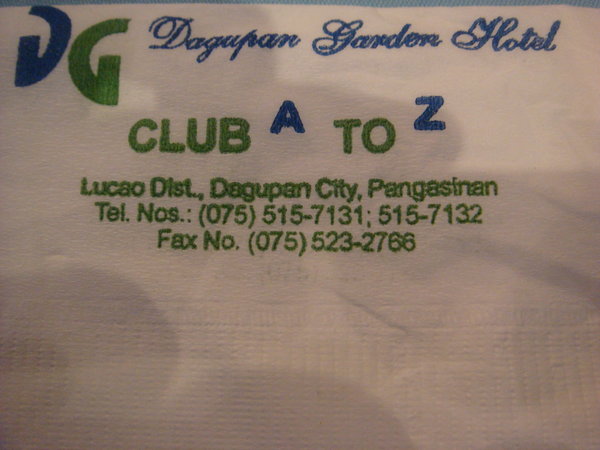 DG Dagupan Garden Hotel
CLUB A TO Z
Lucao Dist., Dagupan City, Pangasinan
Tel. Nos.: (075) 515-7131; 515-7132
Fax No. (075) 523-2766